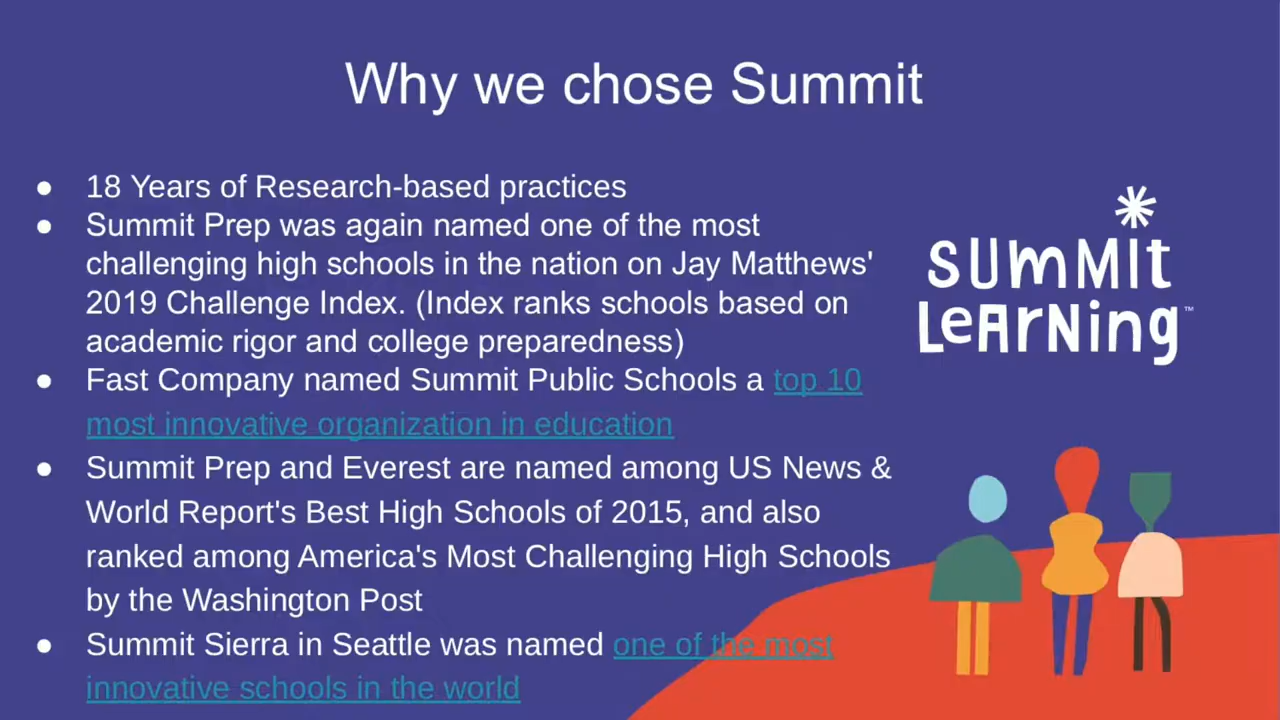 Why we chose Summit
● 18 Years of Research-based practices
● Summit Prep was again named one of the most
challenging high schools in the nation on Jay Matthews'
2019 Challenge Index. (Index ranks schools based on
academic rigor and college preparedness)
● Fast Company named Summit Public Schools a top 10
most innovative organization in education
● Summit Prep and Everest are named among US News &
World Report's Best High Schools of 2015, and also
ranked among America's Most Challenging High Schools
by the Washington Post
● Summit Sierra in Seattle was named one of the most
innovative schools in the world
SUMMIT
LEARNING™